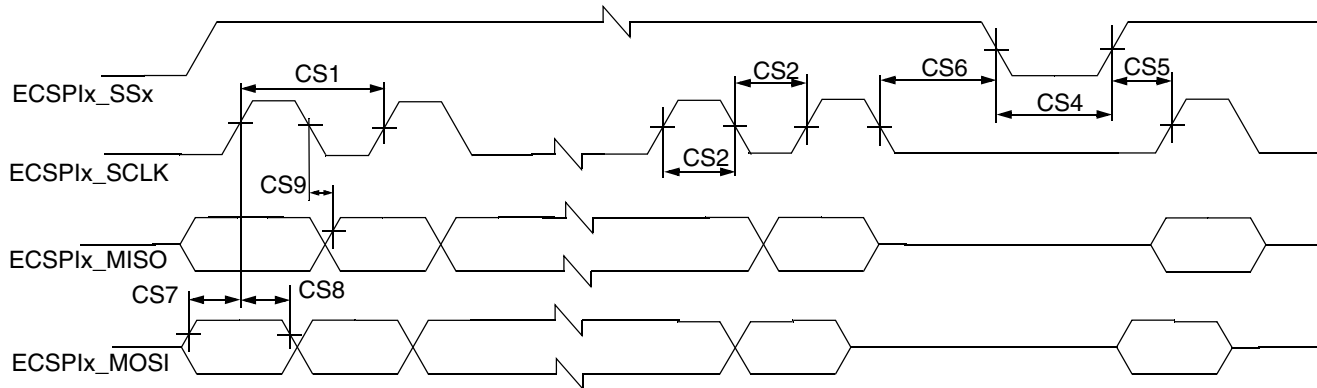 CS1
CS2
CS6
CS5
ECSPIx_SSx
CS4
CS2
ECSPIx_SCLK
CS9
ECSPIx_MISO
CS7
CS8
ECSPIx_MOSI